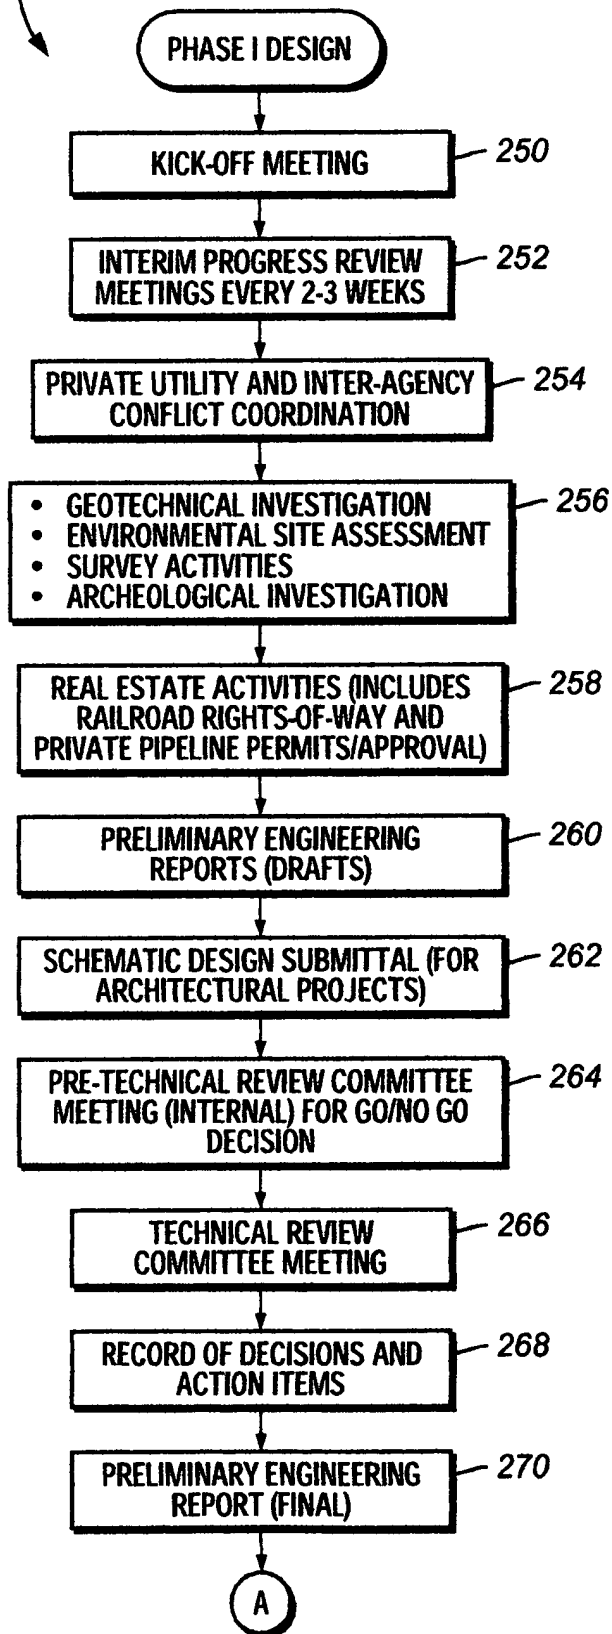 PHASE I DESIGN
KICK-OFF MEETING
250
INTERIM PROGRESS REVIEW
MEETINGS EVERY 2-3 WEEKS
252
PRIVATE UTILITY AND INTER-AGENCY
CONFLICT COORDINATION
254
• GEOTECHNICAL INVESTIGATION
• ENVIRONMENTAL SITE ASSESSMENT
• SURVEY ACTIVITIES
• ARCHEOLOGICAL INVESTIGATION
256
REAL ESTATE ACTIVITIES (INCLUDES
RAILROAD RIGHTS-OF-WAY AND
PRIVATE PIPELINE PERMITS/APPROVAL)
258
PRELIMINARY ENGINEERING
REPORTS (DRAFTS)
260
SCHEMATIC DESIGN SUBMITTAL (FOR
ARCHITECTURAL PROJECTS)
262
PRE-TECHNICAL REVIEW COMMITTEE
MEETING (INTERNAL) FOR GO/NO GO
DECISION
264
TECHNICAL REVIEW
COMMITTEE MEETING
266
RECORD OF DECISIONS AND
ACTION ITEMS
268
PRELIMINARY ENGINEERING
REPORT (FINAL)
270
A